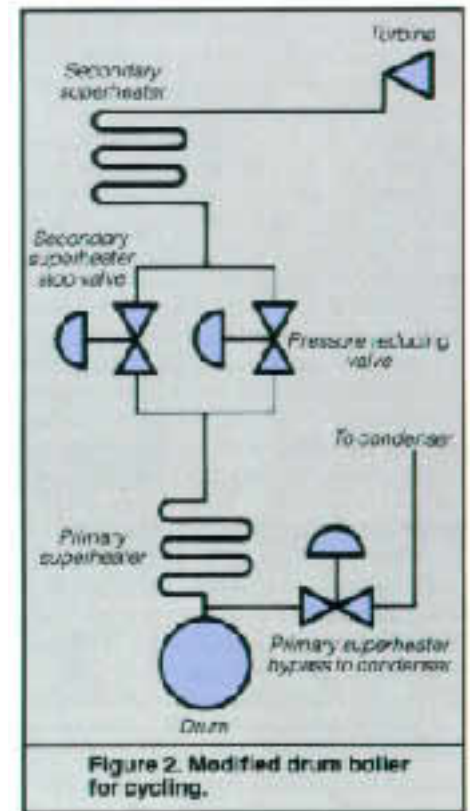 Turbine
Secondary
superheater
Secondary
superheater
stop valve
Pressure reducing
valve
To condenser
Primary
superheater
Primary superheater
bypass to condenser
Drum
Figure 2. Modified drum boiler
for cycling.